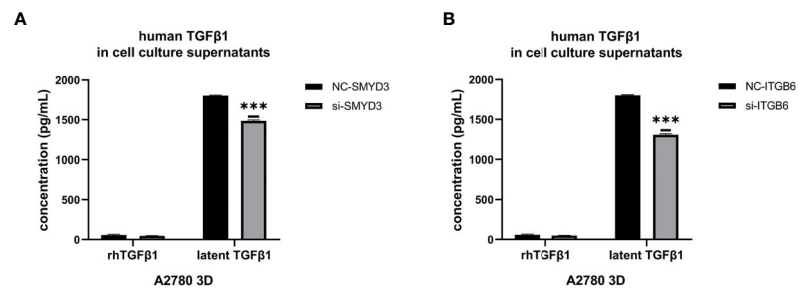 A
human TGFβ1
in cell culture supernatants
2000
1500
1000
500
0
concentration (pg/mL)
***
NC-SMYD3
si-SMYD3
rhTGFβ1
latent TGFβ1
A2780 3D
B
human TGFβ1
in cell culture supernatants
2000
1500
1000
500
0
concentration (pg/mL)
***
NC-ITGB6
si-ITGB6
rhTGFβ1
latent TGFβ1
A2780 3D